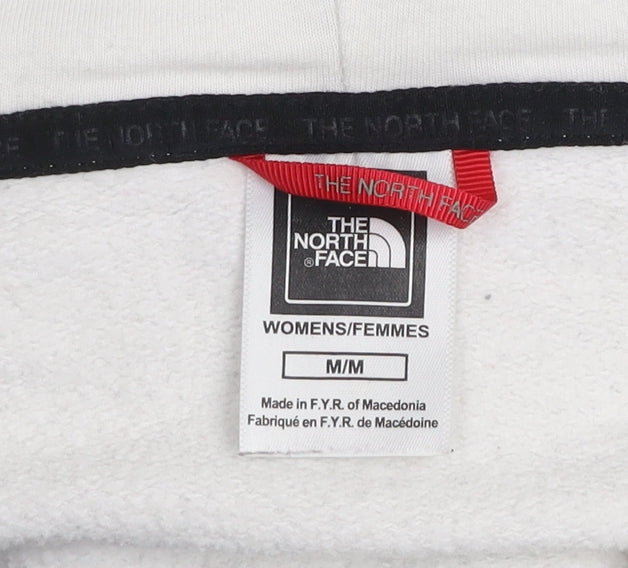 THE NORTH FACE THE NORTH FACE THE
THE NORTH FACE
THE
NORTH
FACE
®
WOMENS/FEMMES
M/M
Made in F.Y.R. of Macedonia
Fabriqué en F.Y.R. de Macédoine